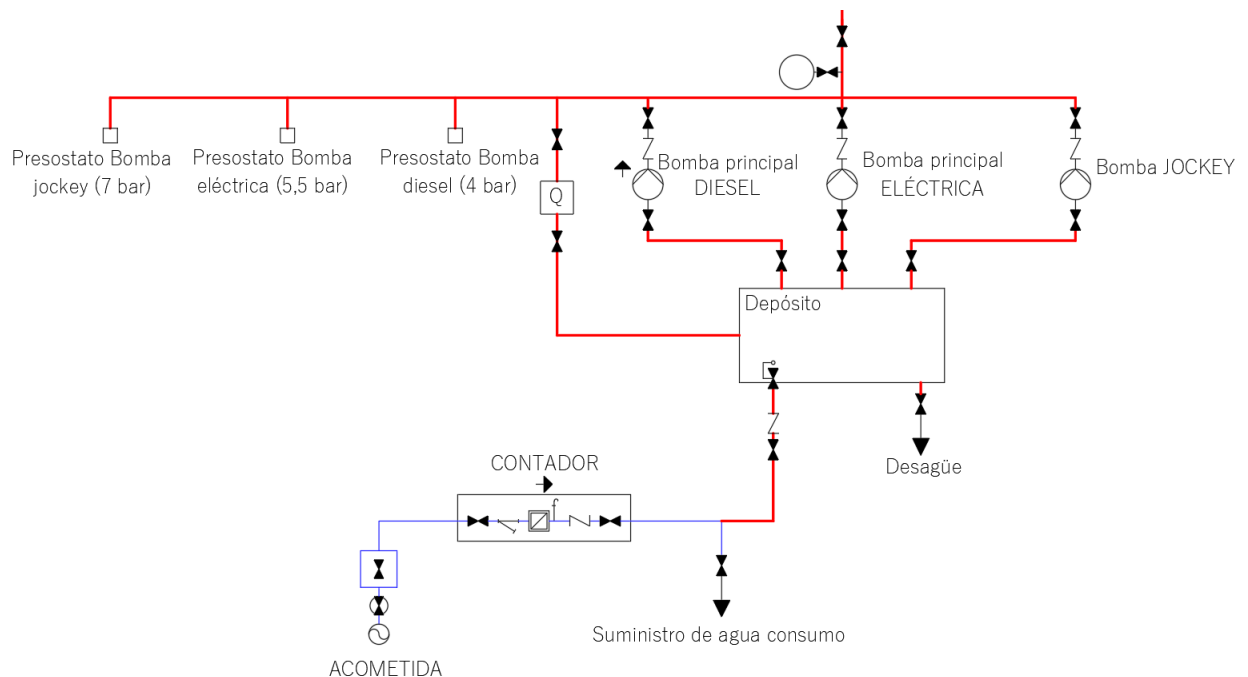 Presostato Bomba
jockey (7 bar)
Presostato Bomba
eléctrica (5,5 bar)
Presostato Bomba
diesel (4 bar)
Q
Bomba principal
DIESEL
Bomba principal
ELÉCTRICA
Bomba JOCKEY
Depósito
Desagüe
CONTADOR
f
Suministro de agua consumo
ACOMETIDA